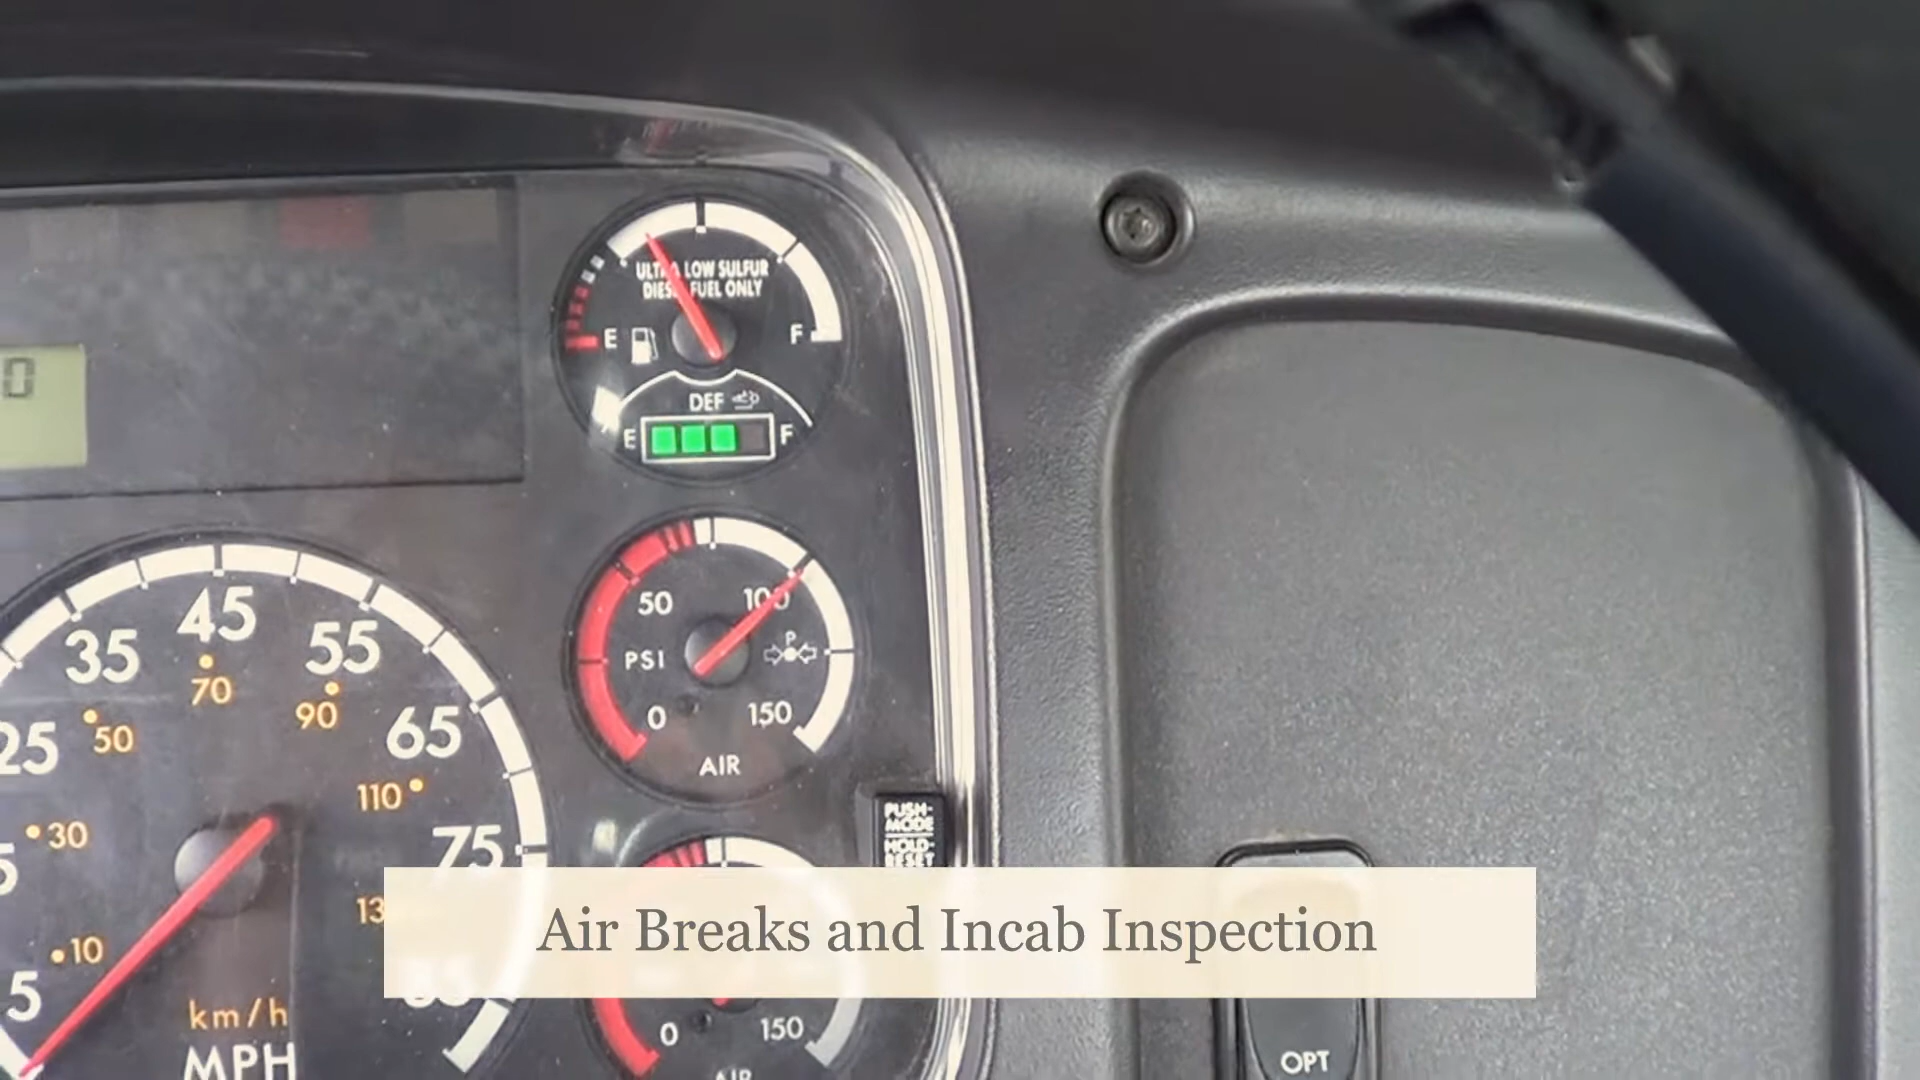 ULTRA LOW SULFUR
DIESEL FUEL ONLY
E
F
0
DEF
E
F
50
100
P
PSI
0
150
AIR
35
45
55
70
90
25
50
65
110
30
75
10
5
km/h
MPH
PUSH-
MODE
HOLD-
RESET
Air Breaks and Incab Inspection
0
150
AIR
OPT